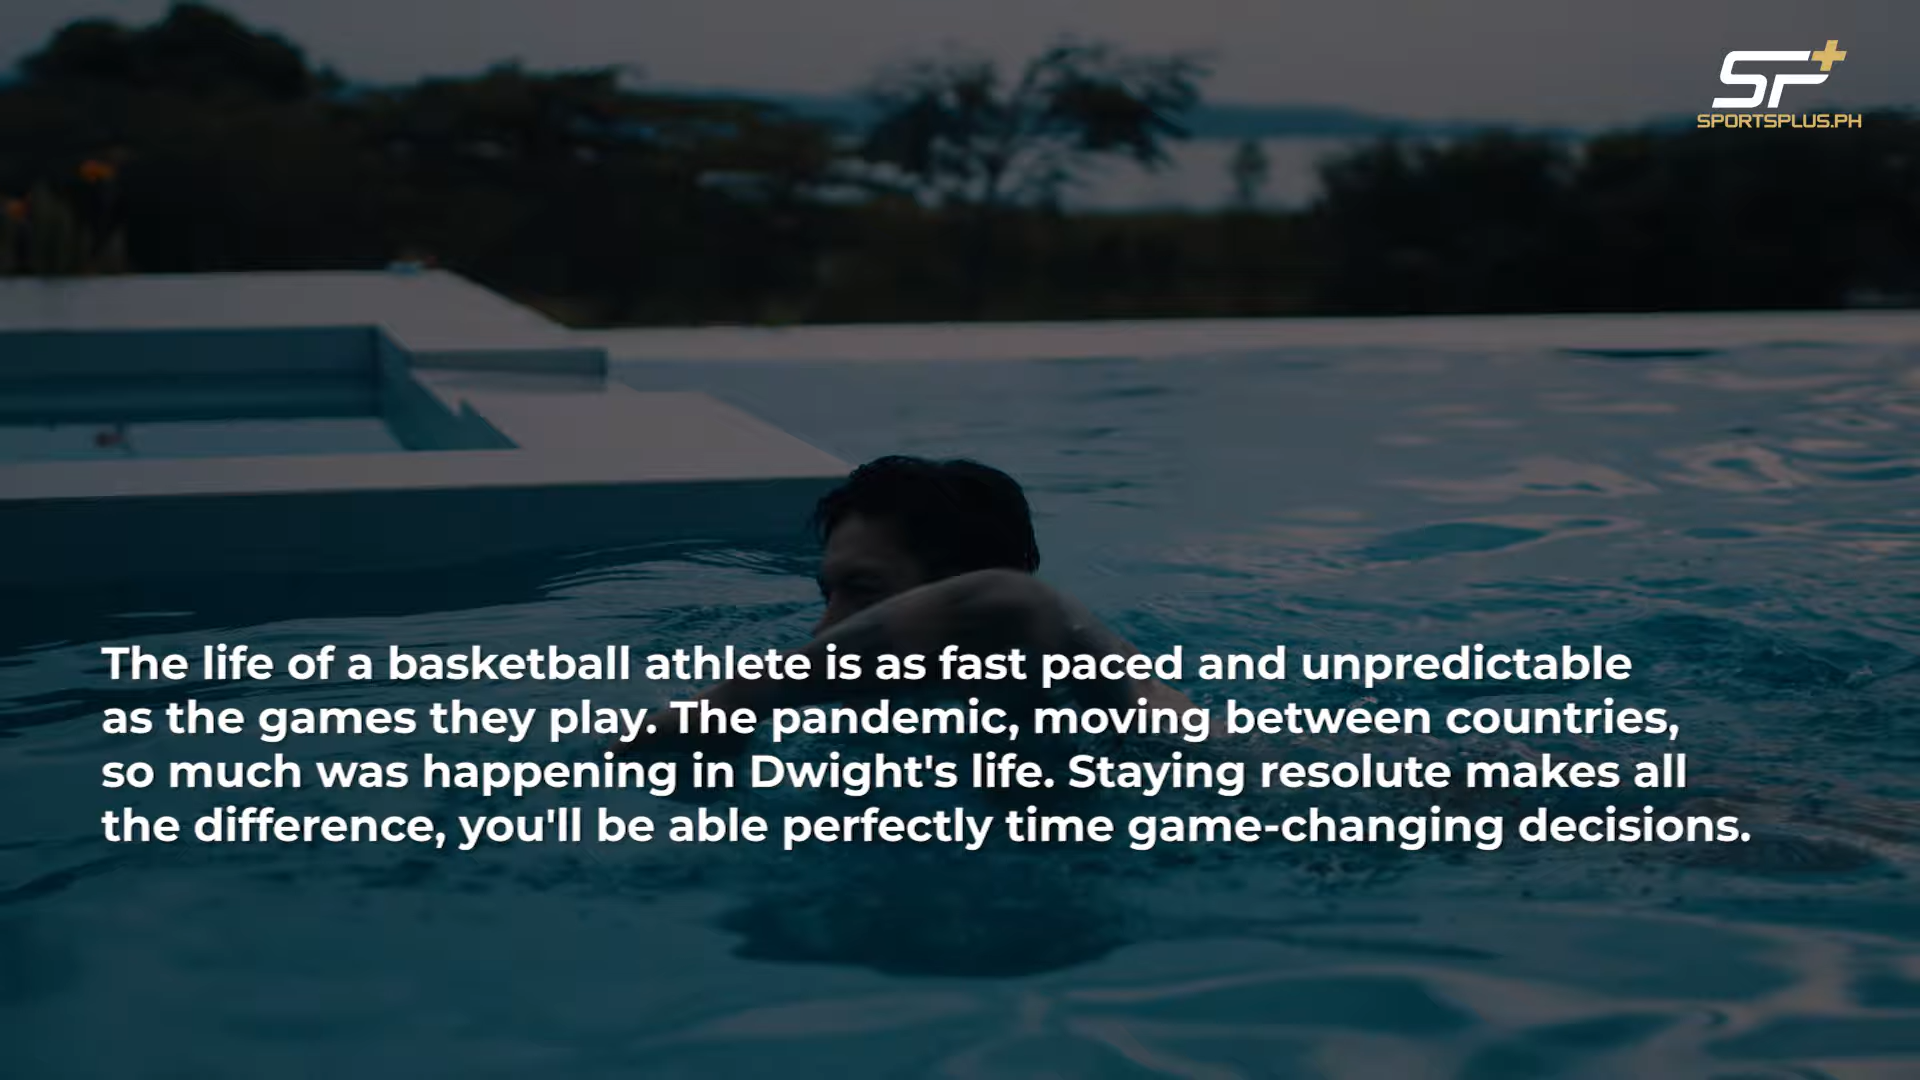 SP+
SPORTSPLUS.PH
The life of a basketball athlete is as fast paced and unpredictable
as the games they play. The pandemic, moving between countries,
so much was happening in Dwight's life. Staying resolute makes all
the difference, you'll be able perfectly time game-changing decisions.